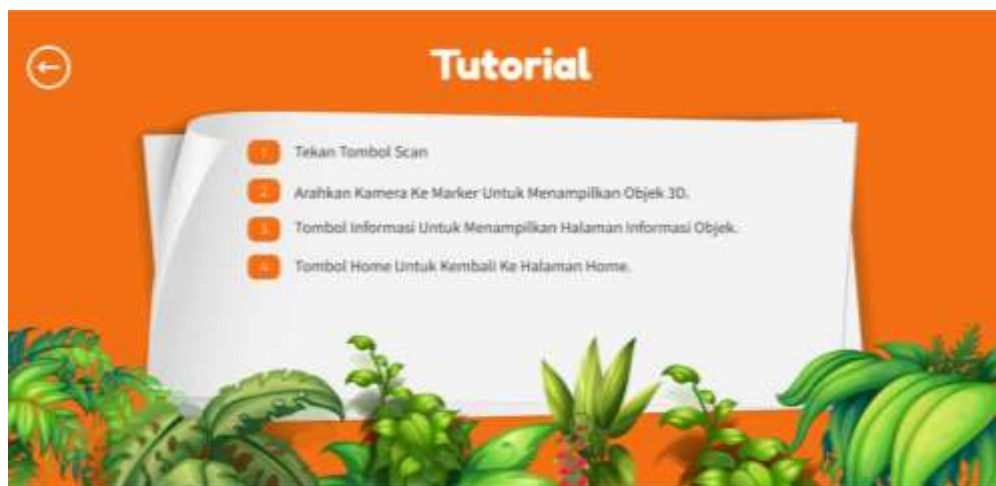 Tutorial
1 Tekan Tombol Scan
2 Arahkan Kamera Ke Marker Untuk Menampilkan Objek 3D.
3 Tombol Informasi Untuk Menampilkan Halaman Informasi Objek.
4 Tombol Home Untuk Kembali Ke Halaman Home.